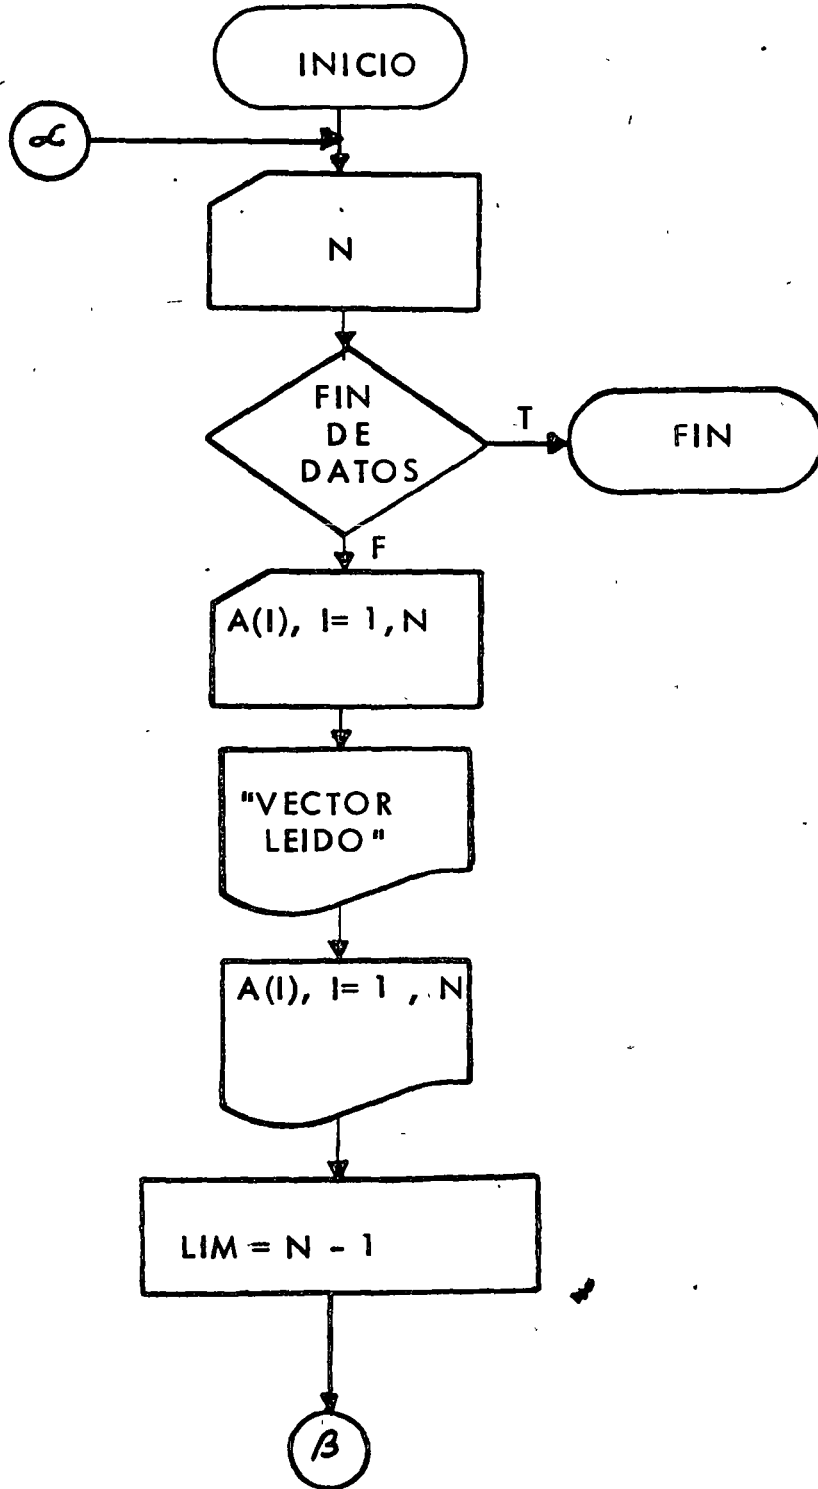 INICIO
α
N
FIN
DE
DATOS
T
FIN
F
A(I), I= 1, N
"VECTOR
LEIDO"
A(I), I= 1 , N
LIM = N - 1
β